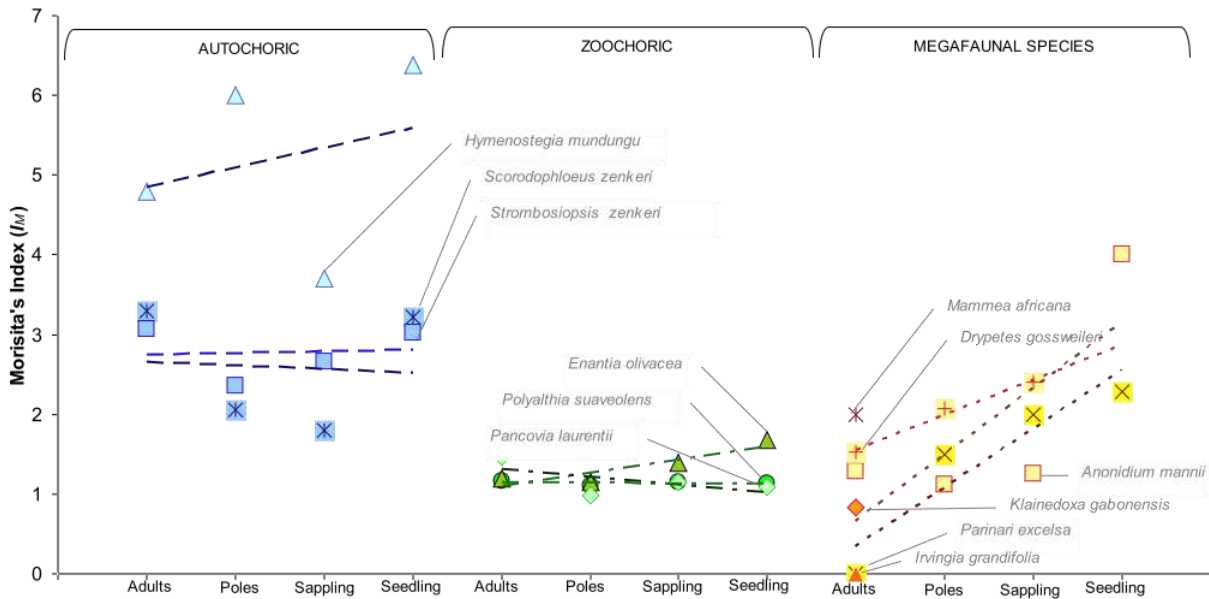 7
6
5
4
3
2
1
0
Morisita's Index (IM)
AUTOCHORIC
ZOOCHORIC
MEGAFAUNAL SPECIES
Hymenostegia mundungu
Scorodophloeus zenkeri
Strombosiopsis zenkeri
Enantia olivacea
Polyalthia suaveolens
Pancovia laurentii
Mammea africana
Drypetes gossweileri
Anonidium mannii
Klainedoxa gabonensis
Parinari excelsa
Irvingia grandifolia
Adults Poles Sappling Seedling Adults Poles Sappling Seedling Adults Poles Sappling Seedling